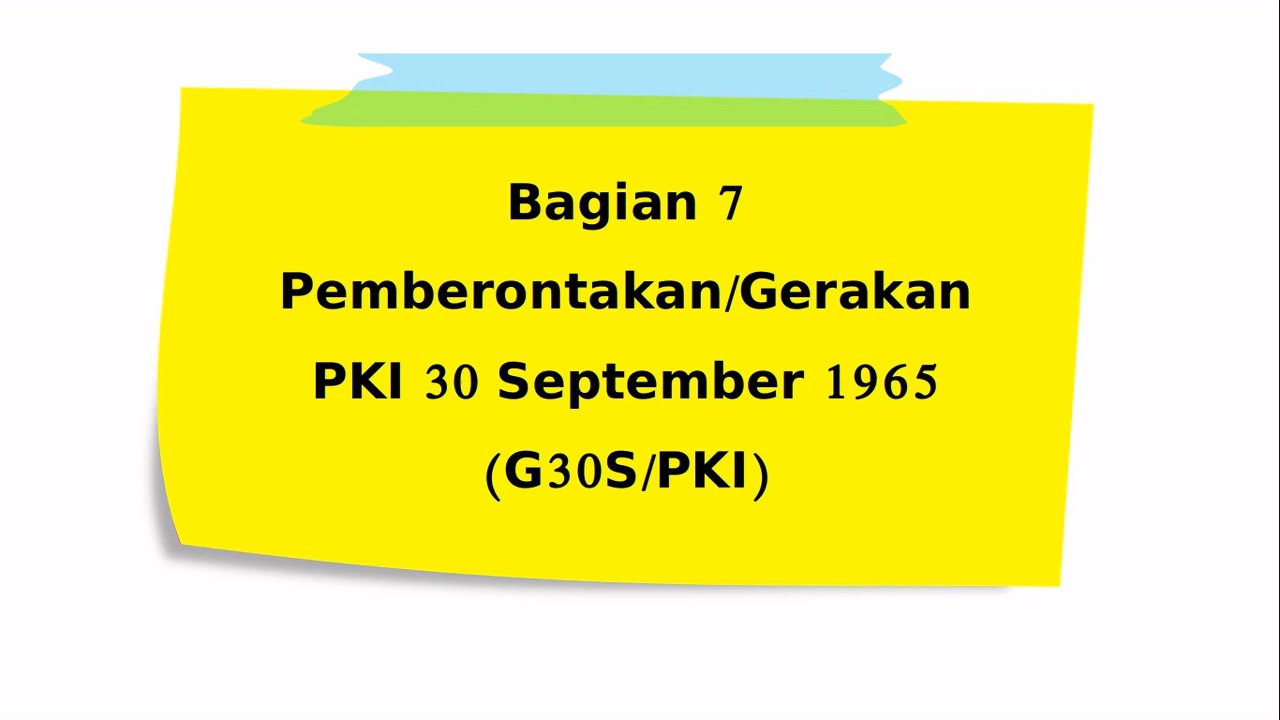 Bagian 7
Pemberontakan/Gerakan
PKI 30 September 1965
(G30S/PKI)